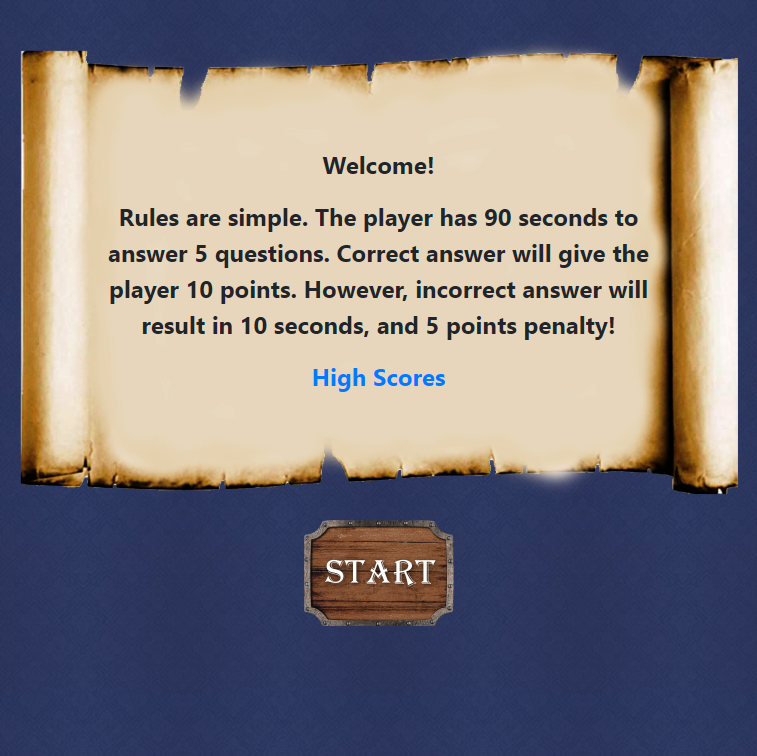 Welcome!
Rules are simple. The player has 90 seconds to
answer 5 questions. Correct answer will give the
player 10 points. However, incorrect answer will
result in 10 seconds, and 5 points penalty!
High Scores
START